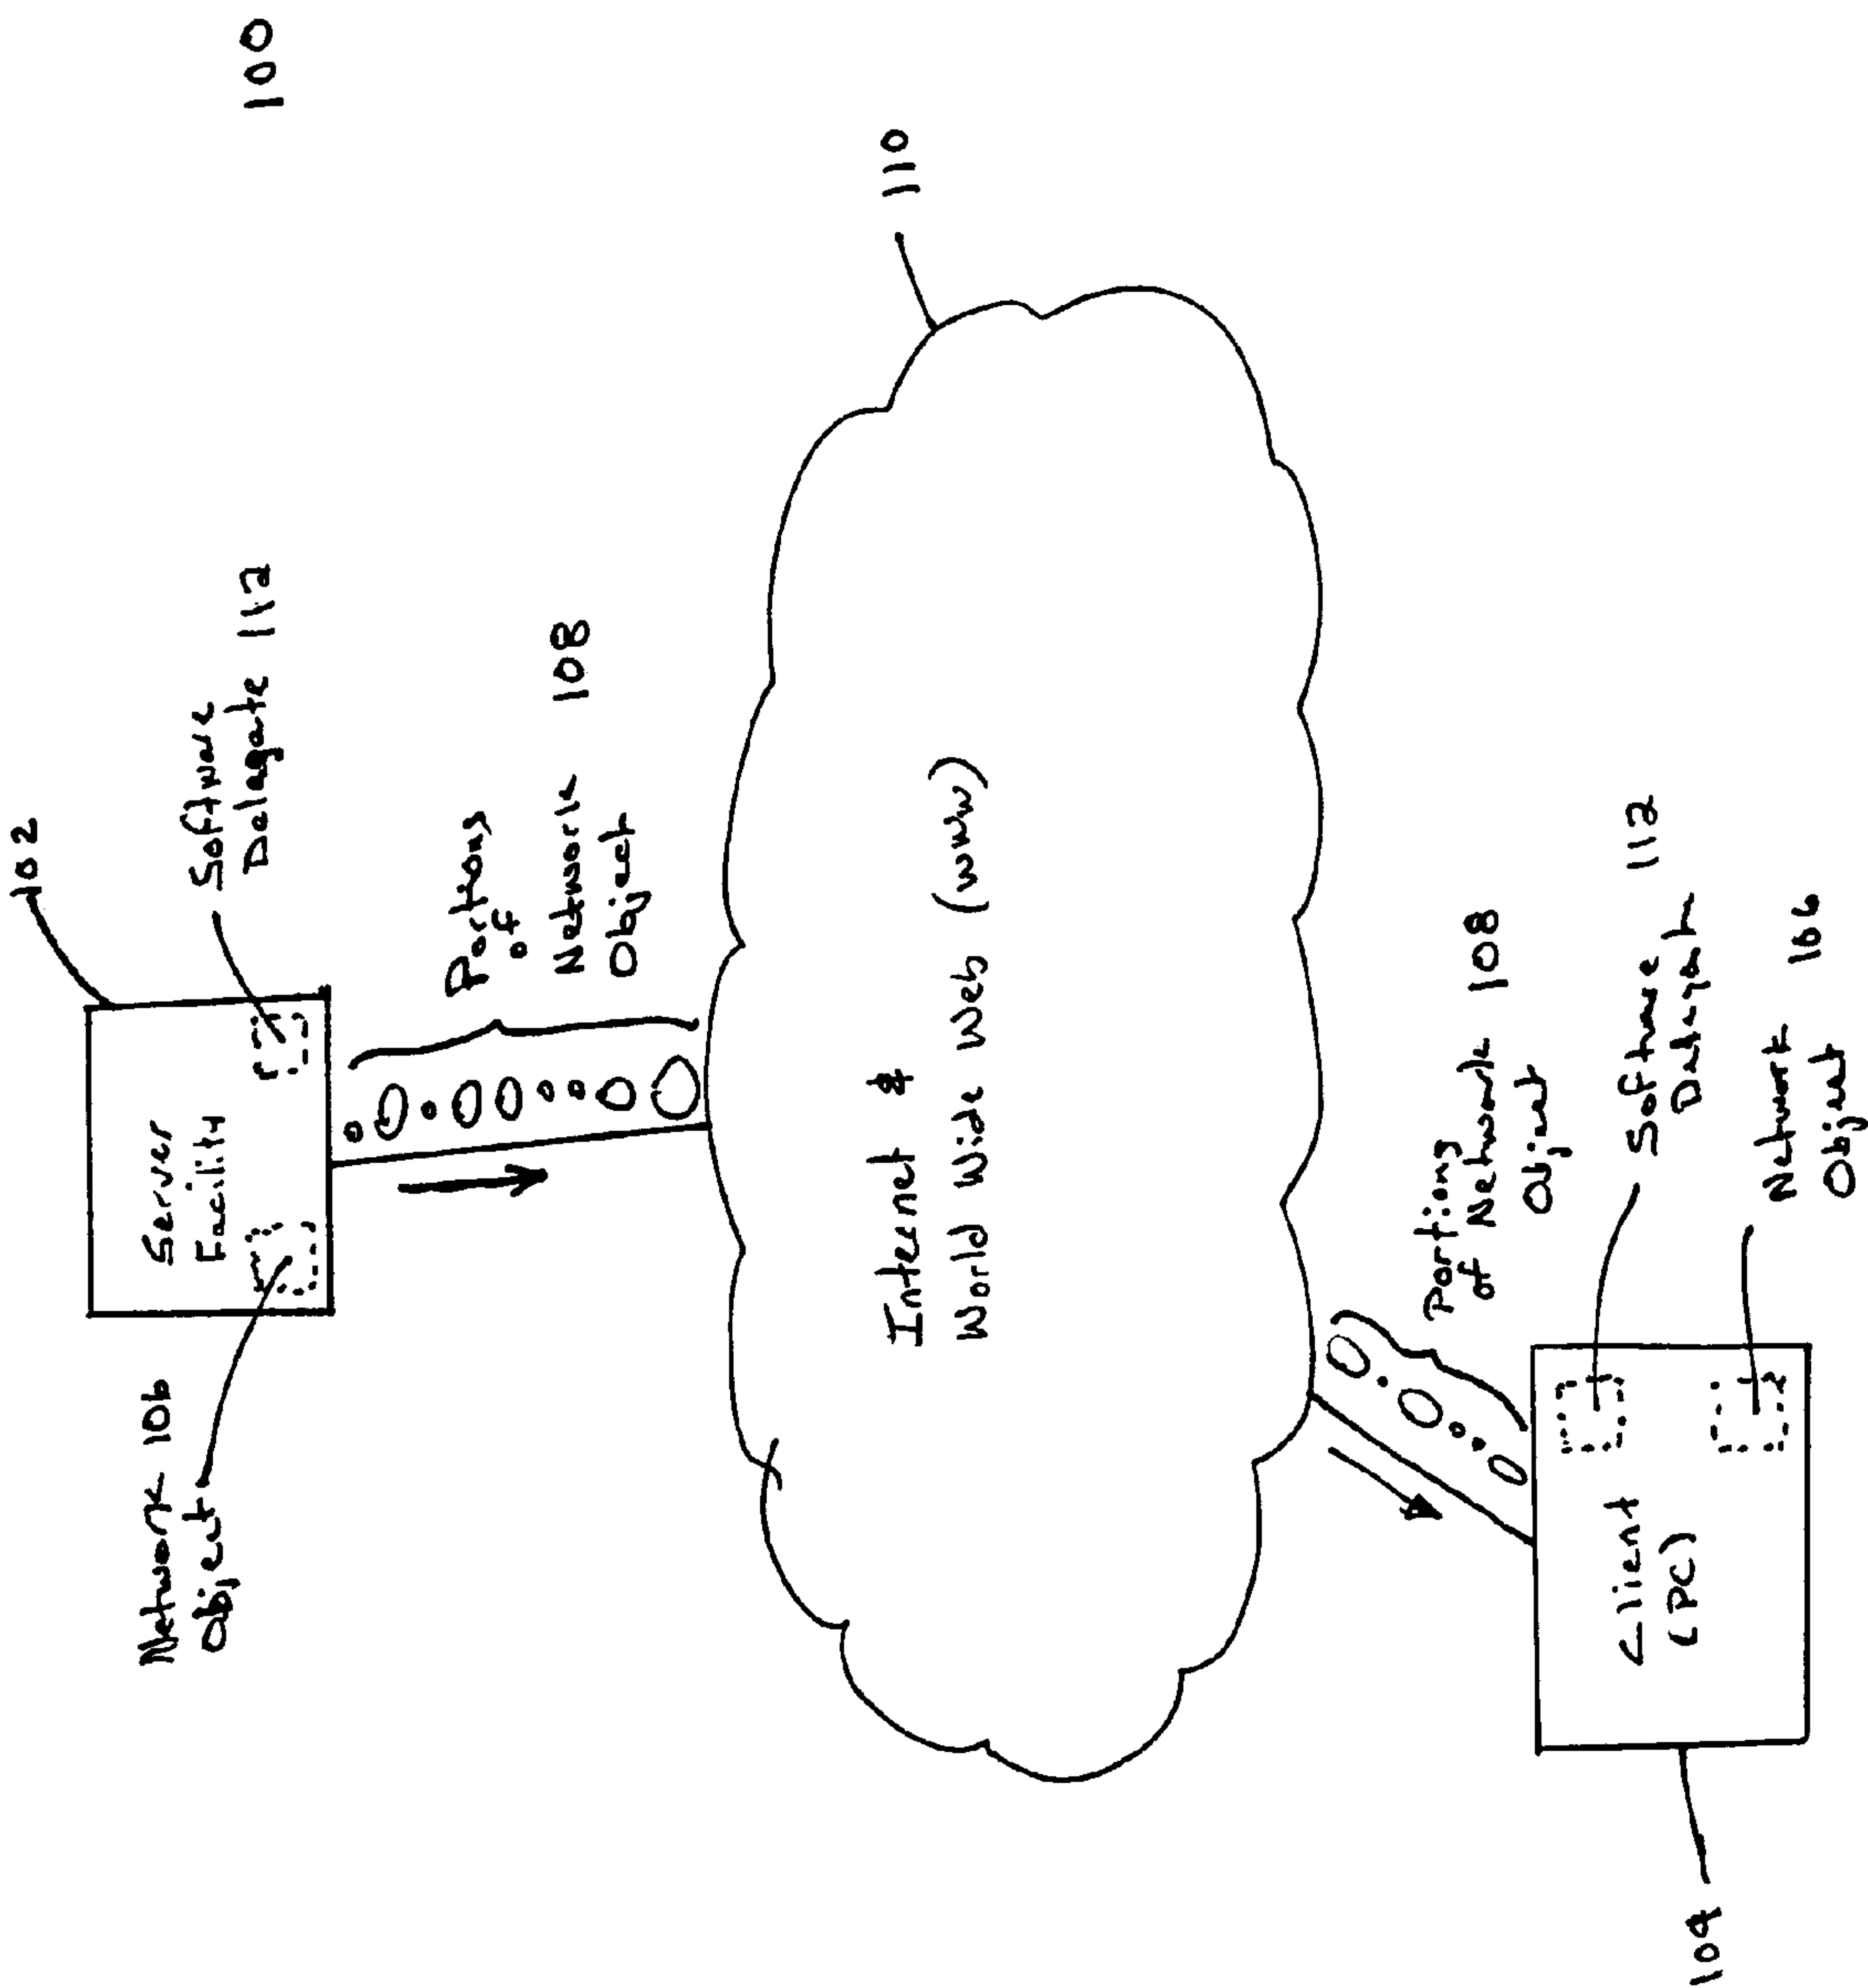 100
102
Server
Facility
Network 106
Object
Software
Delegate 112
Portions
of
Network 108
Object
110
Internet &
World Wide Web (WWW)
Portions
of Network 108
Object
Software 112
Network 106
Object
Client
(PC)
104